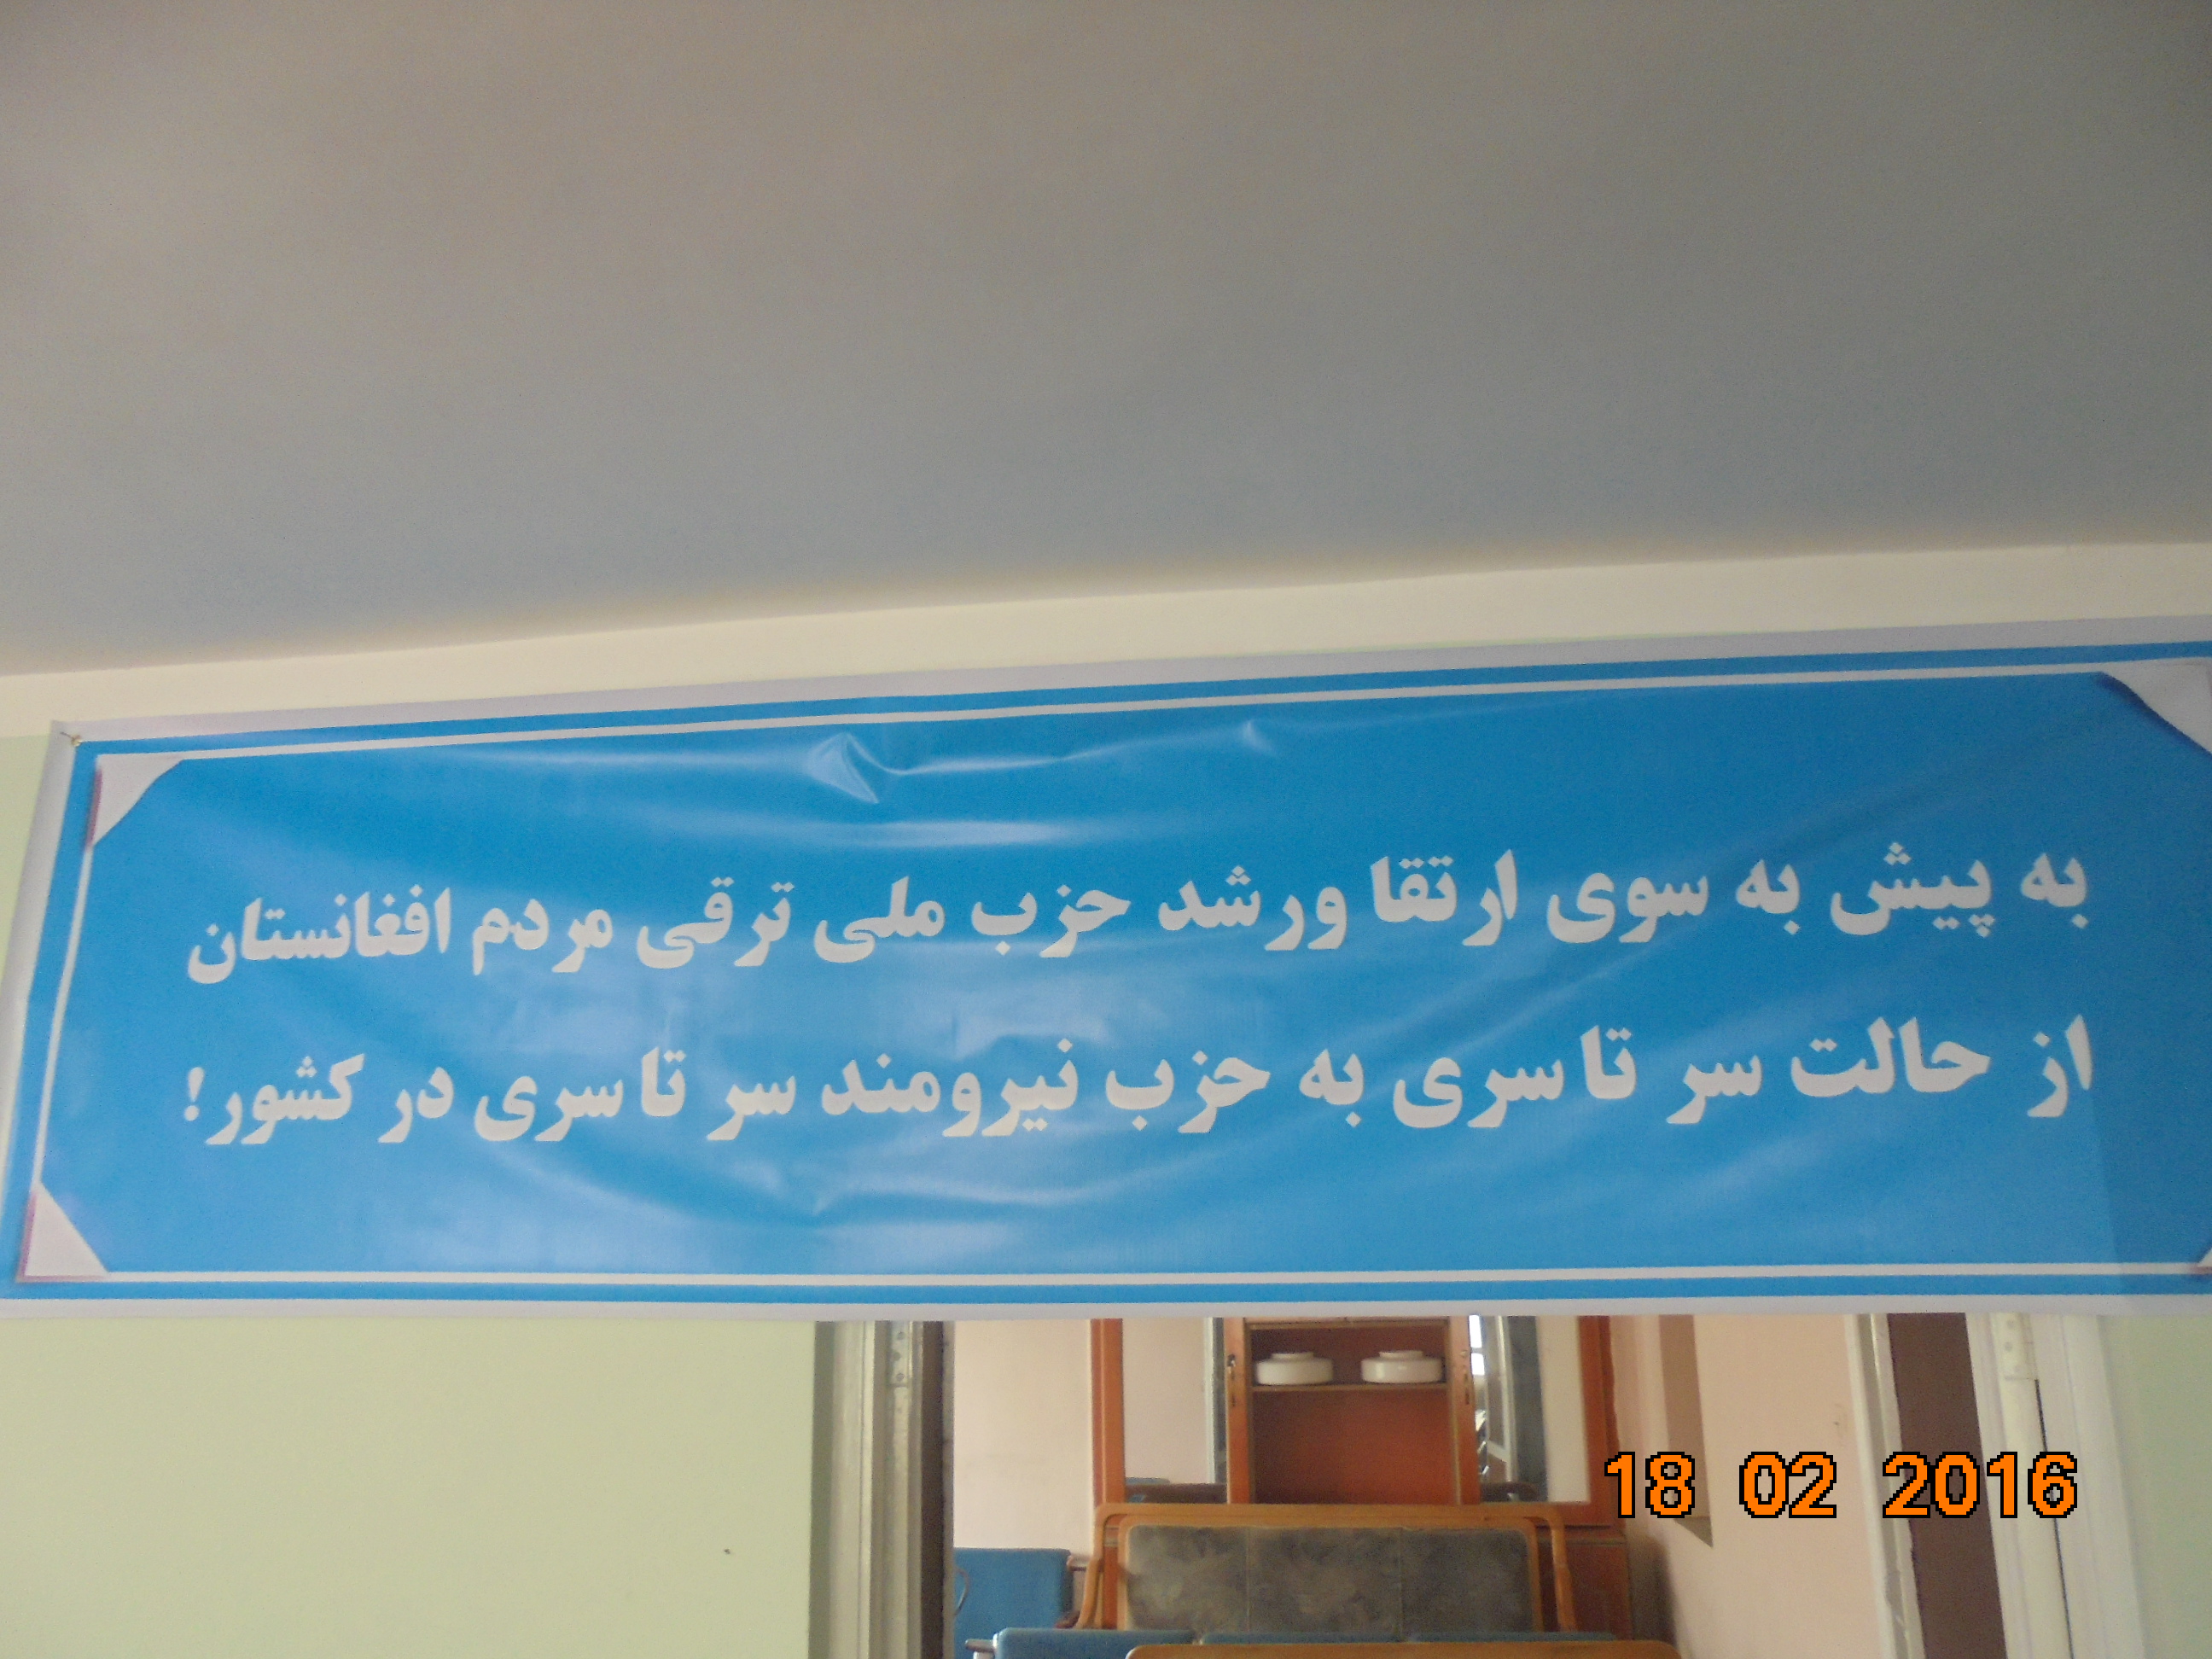 به پیش به سوی ارتقا ورشد حزب ملی ترقی مردم افغانستان
از حالت سر تا سری به حزب نیرومند سر تا سری در کشور!
18 02 2016